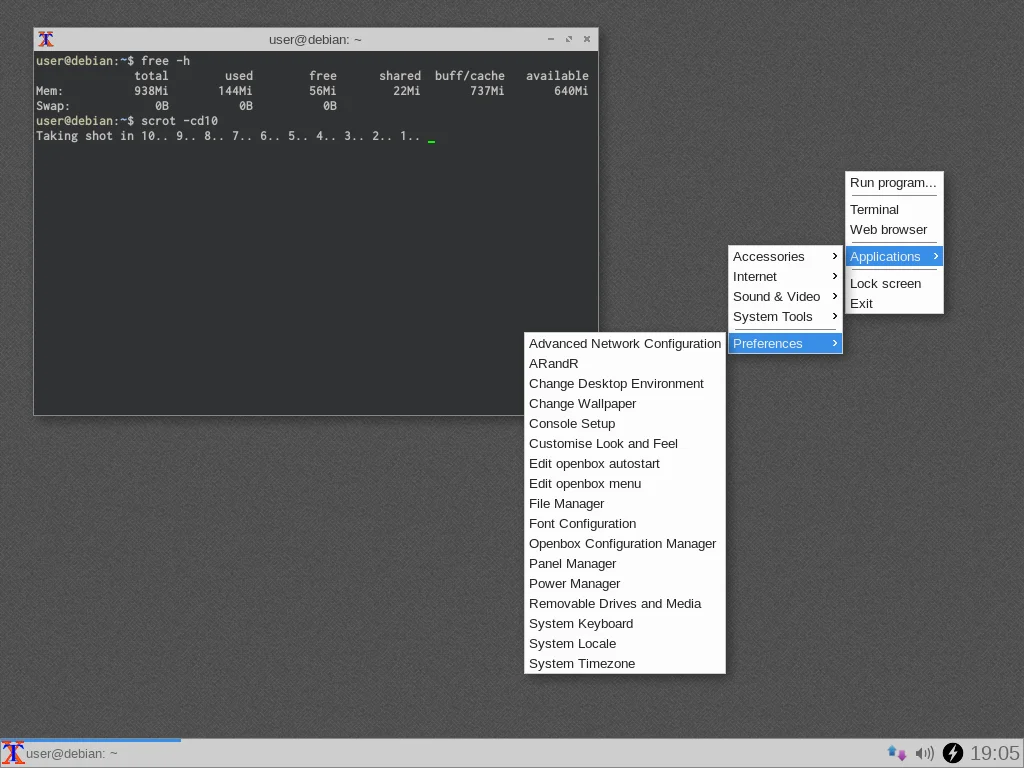 user@debian: ~
user@debian:~$ free -h
total used free shared buff/cache available
Mem: 938Mi 144Mi 56Mi 22Mi 737Mi 640Mi
Swap: 0B 0B 0B
user@debian:~$ scrot -cd10
Taking shot in 10.. 9.. 8.. 7.. 6.. 5.. 4.. 3.. 2.. 1..
Run program...
Terminal
Web browser
Applications
Lock screen
Exit
Accessories
Internet
Sound & Video
System Tools
Preferences
Advanced Network Configuration
ARandR
Change Desktop Environment
Change Wallpaper
Console Setup
Customise Look and Feel
Edit openbox autostart
Edit openbox menu
File Manager
Font Configuration
Openbox Configuration Manager
Panel Manager
Power Manager
Removable Drives and Media
System Keyboard
System Locale
System Timezone
user@debian: ~
19:05